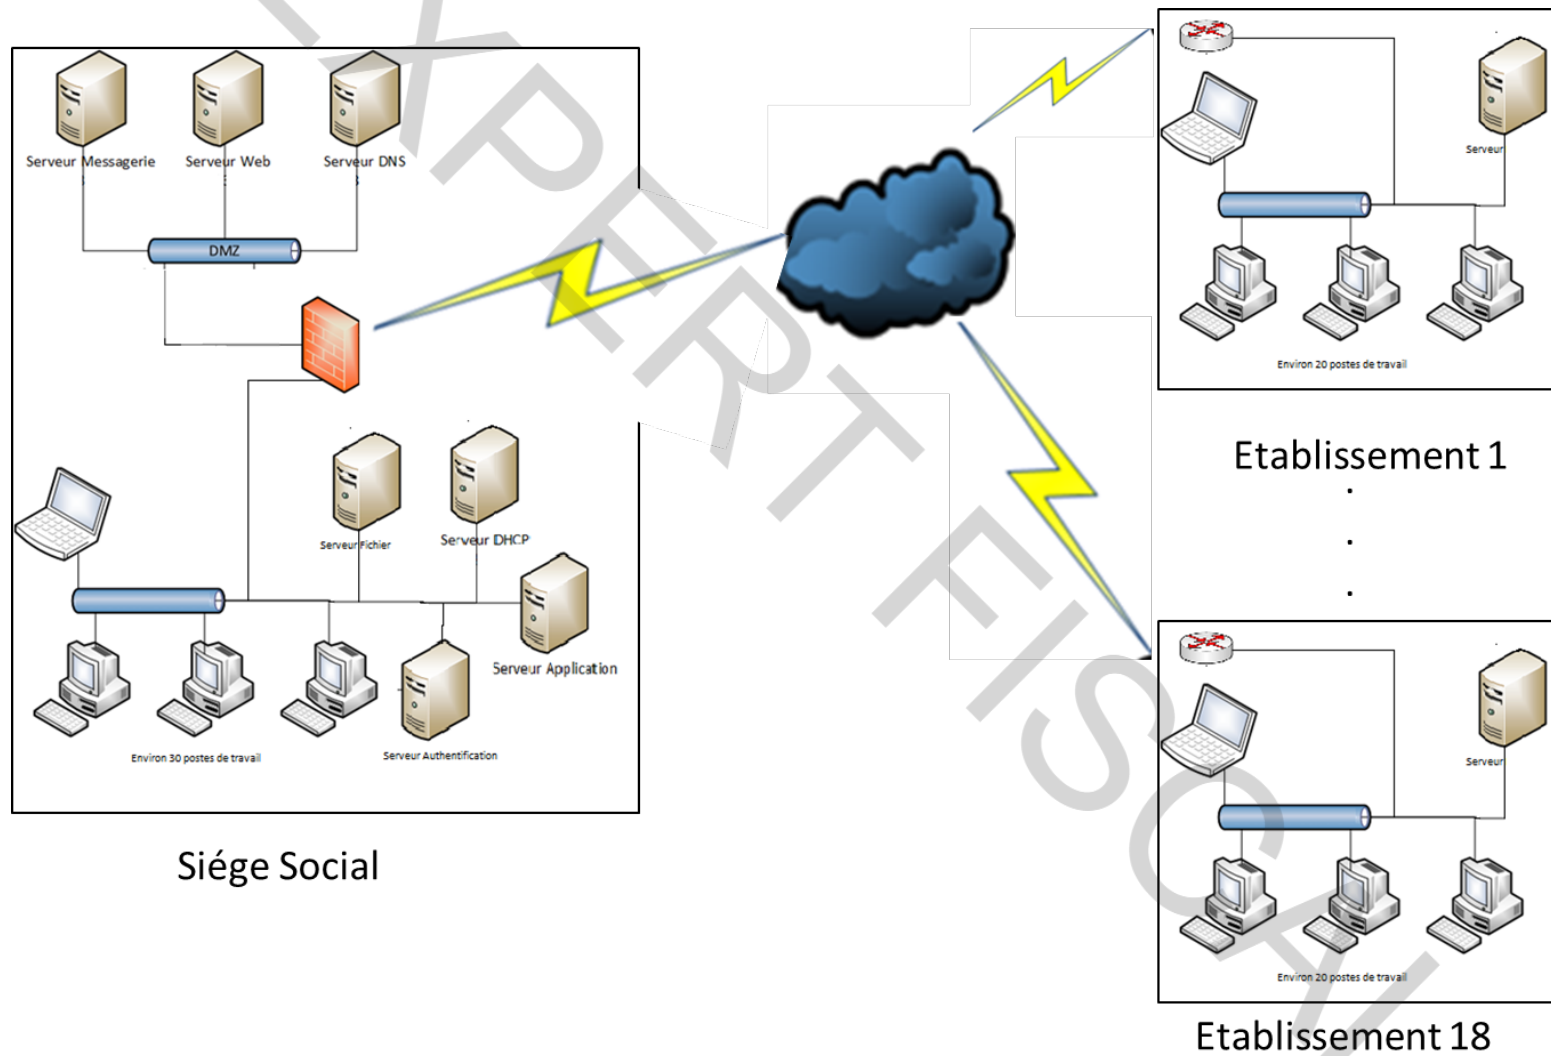 Serveur Messagerie
Serveur Web
Serveur DNS
DMZ
Serveur Fichier
Serveur DHCP
Serveur Application
Serveur Authentification
Environ 30 postes de travail
Siége Social
Serveur
Environ 20 postes de travail
Etablissement 1
.
.
.
Serveur
Environ 20 postes de travail
Etablissement 18
EXPERT FISCAL